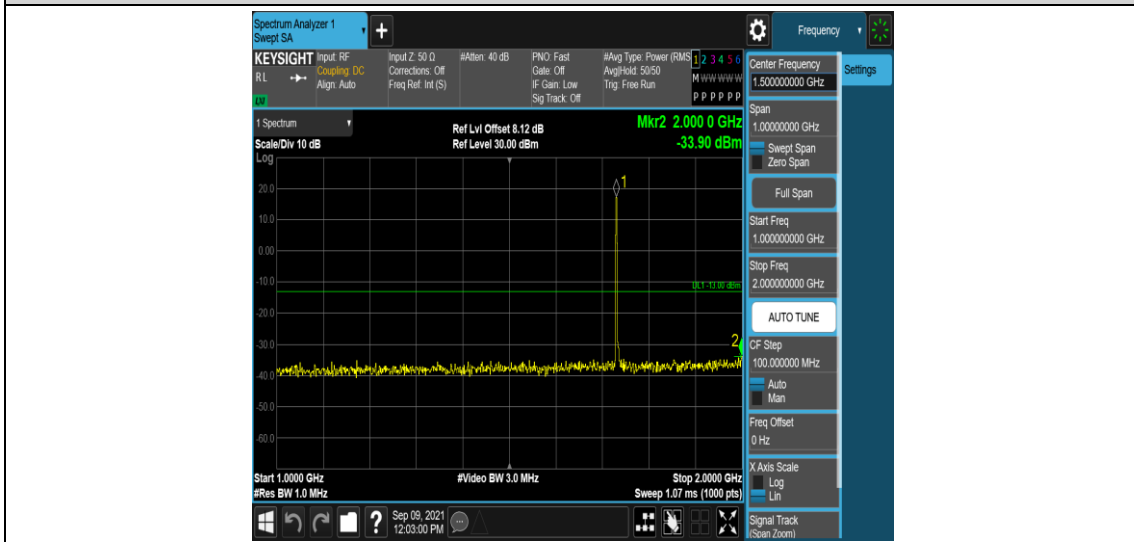 Spectrum Analyzer 1
Swept SA
+
Frequency
KEYSIGHT
RL
LXI
Input: RF
Coupling: DC
Align: Auto
Input Z: 50 Ω
Corrections: Off
Freq Ref: Int (S)
#Atten: 40 dB
PNO: Fast
Gate: Off
IF Gain: Low
Sig Track: Off
#Avg Type: Power (RMS
Avg|Hold: 50/50
Trig: Free Run
1 2 3 4 5 6
M W W W W W
P P P P P P
1 Spectrum
Scale/Div 10 dB
Log
Ref Lvl Offset 8.12 dB
Ref Level 30.00 dBm
Mkr2 2.000 0 GHz
-33.90 dBm
20.0
10.0
0.00
-10.0
-20.0
-30.0
-40.0
-50.0
-60.0
1
DL1 -13.00 dBm
2
Start 1.0000 GHz
#Res BW 1.0 MHz
#Video BW 3.0 MHz
Stop 2.0000 GHz
Sweep 1.07 ms (1000 pts)
Center Frequency
1.500000000 GHz
Settings
Span
1.00000000 GHz
Swept Span
Zero Span
Full Span
Start Freq
1.000000000 GHz
Stop Freq
2.000000000 GHz
AUTO TUNE
CF Step
100.000000 MHz
Auto
Man
Freq Offset
0 Hz
X Axis Scale
Log
Lin
Signal Track
(Span Zoom)
?
Sep 09, 2021
12:03:00 PM